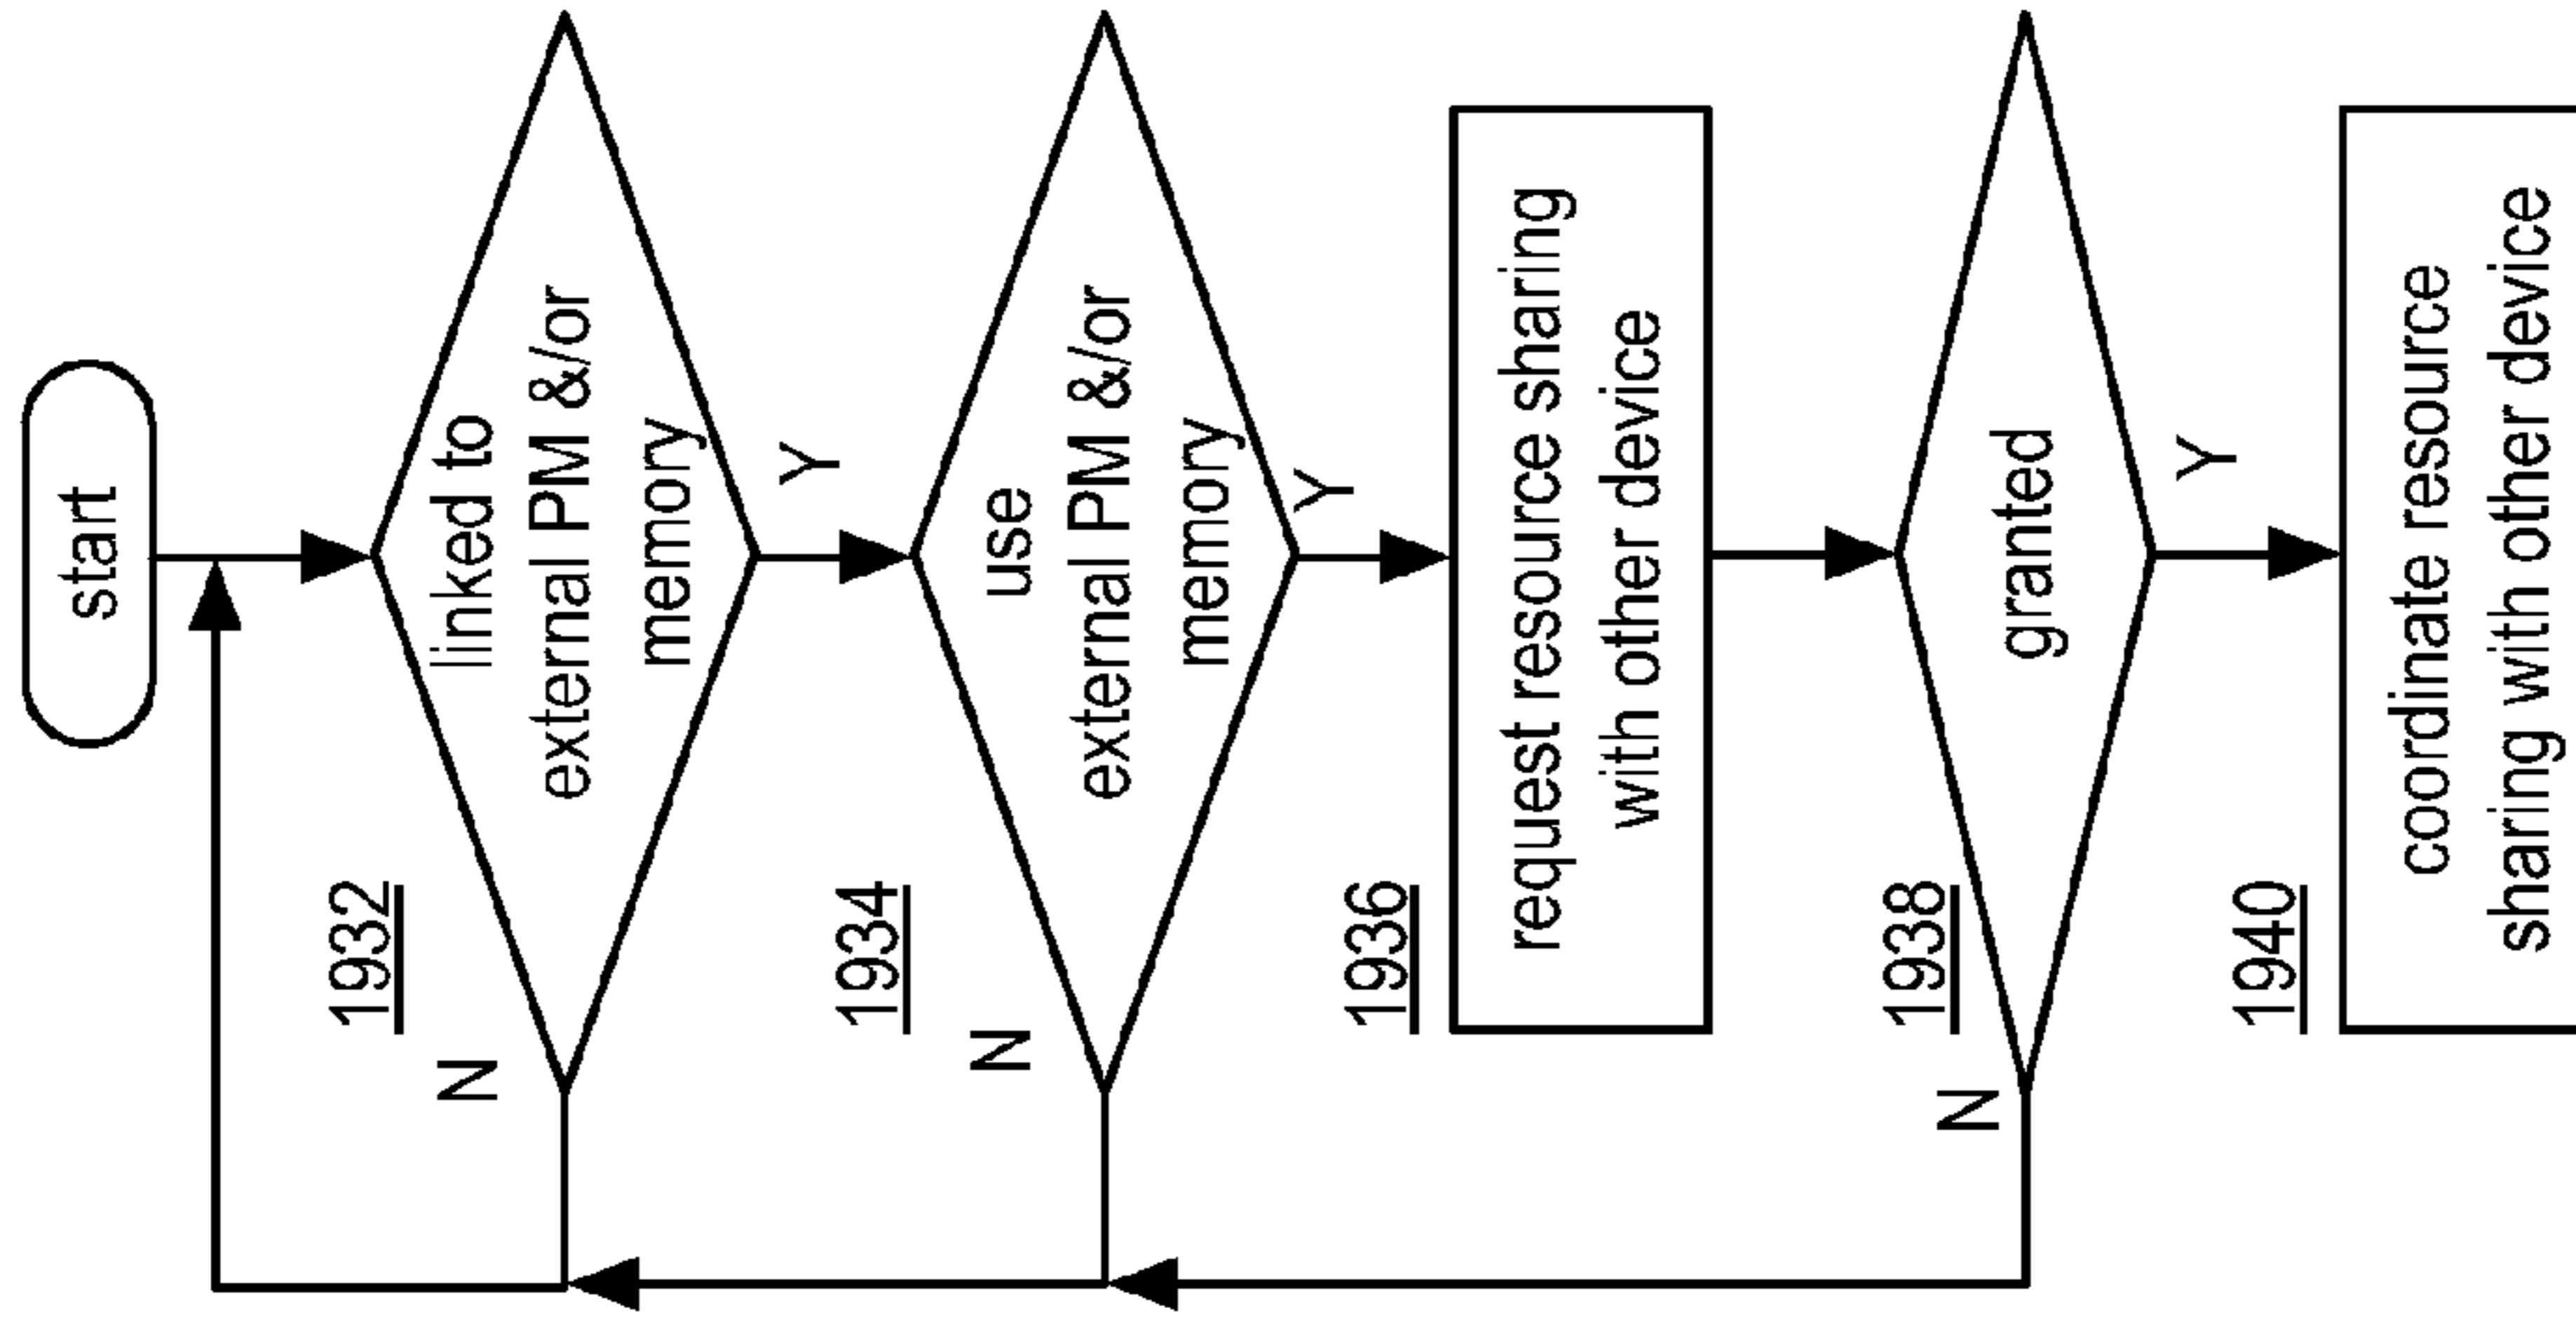 start
1932
linked to
external PM &/or
memory
N
Y
1934
use
external PM &/or
memory
N
Y
1936
request resource sharing
with other device
1938
granted
N
Y
1940
coordinate resource
sharing with other device